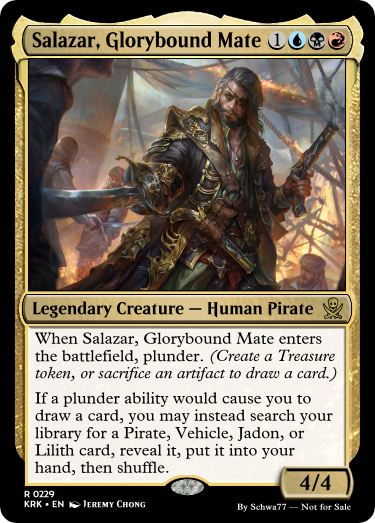 Salazar, Glorybound Mate 1
Legendary Creature — Human Pirate
When Salazar, Glorybound Mate enters
the battlefield, plunder. (Create a Treasure
token, or sacrifice an artifact to draw a card.)
If a plunder ability would cause you to
draw a card, you may instead search your
library for a Pirate, Vehicle, Jadon, or
Lilith card, reveal it, put it into your
hand, then shuffle.
4/4
R 0229
KRK • EN Jeremy Chong
By Schwa77 — Not for Sale